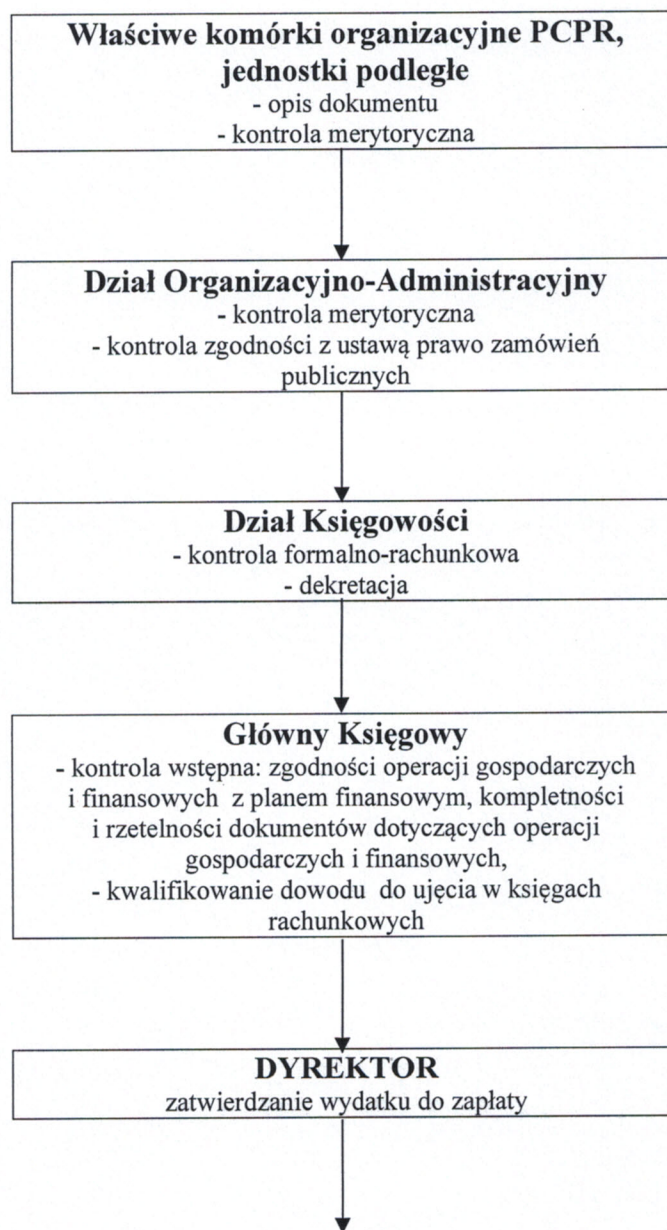 Właściwe komórki organizacyjne PCPR,
jednostki podległe
- opis dokumentu
- kontrola merytoryczna
Dział Organizacyjno-Administracyjny
- kontrola merytoryczna
- kontrola zgodności z ustawą prawo zamówień
publicznych
Dział Księgowości
- kontrola formalno-rachunkowa
- dekretacja
Główny Księgowy
- kontrola wstępna: zgodności operacji gospodarczych
i finansowych z planem finansowym, kompletności
i rzetelności dokumentów dotyczących operacji
gospodarczych i finansowych,
- kwalifikowanie dowodu do ujęcia w księgach
rachunkowych
DYREKTOR
zatwierdzanie wydatku do zapłaty